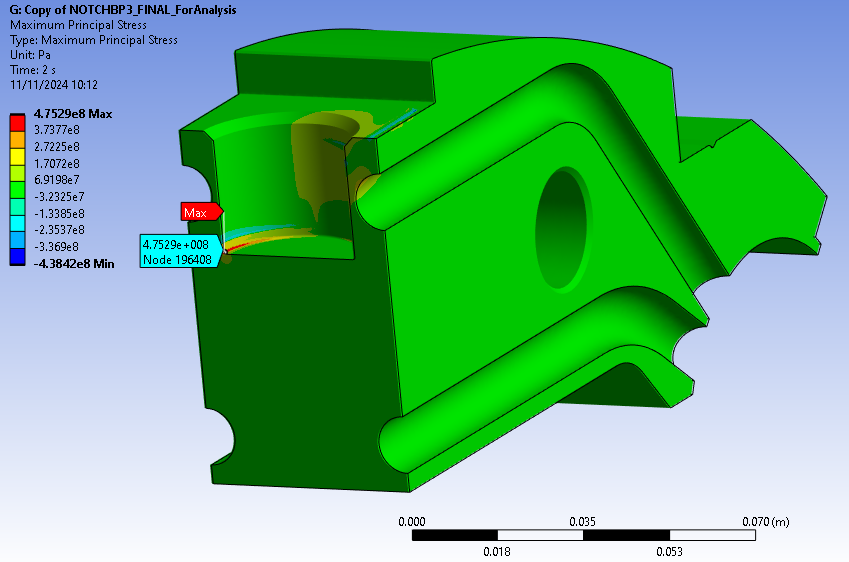 G: Copy of NOTCHBP3_FINAL_ForAnalysis
Maximum Principal Stress
Type: Maximum Principal Stress
Unit: Pa
Time: 2 s
11/11/2024 10:12
4.7529e8 Max
3.7377e8
2.7225e8
1.7072e8
6.9198e7
-3.2325e7
-1.3385e8
-2.3537e8
-3.369e8
-4.3842e8 Min
Max
4.7529e+008
Node 196408
0.000 0.035 0.070 (m)
0.018 0.053